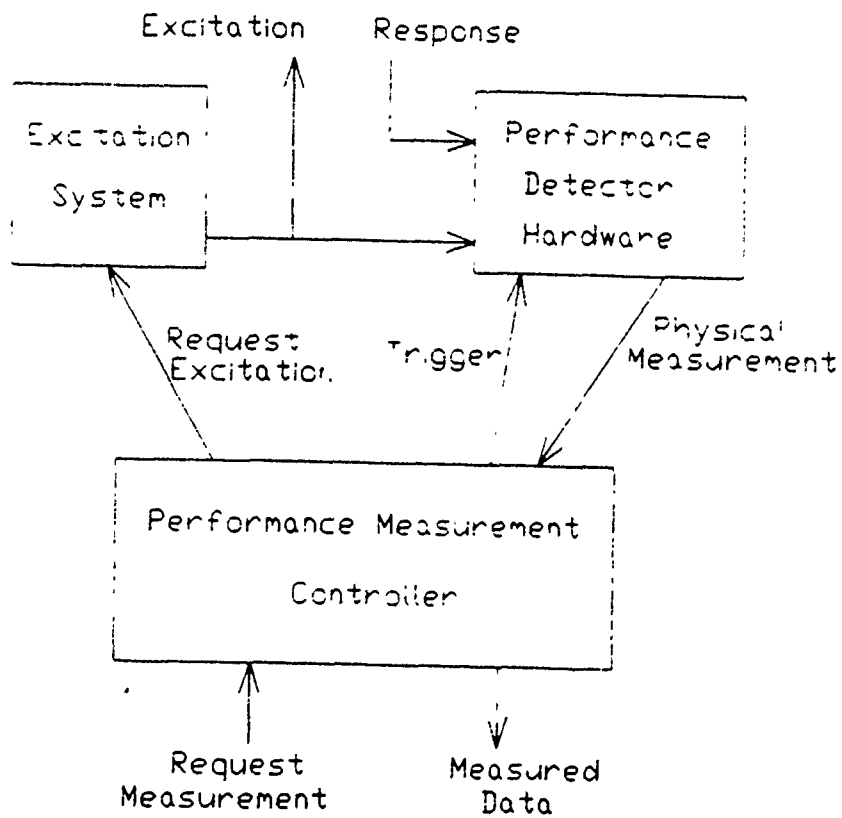 Excitation
Response
Excitation
System
Performance
Detector
Hardware
Request
Excitation
Trigger
Physical
Measurement
Performance Measurement
Controller
Request
Measurement
Measured
Data